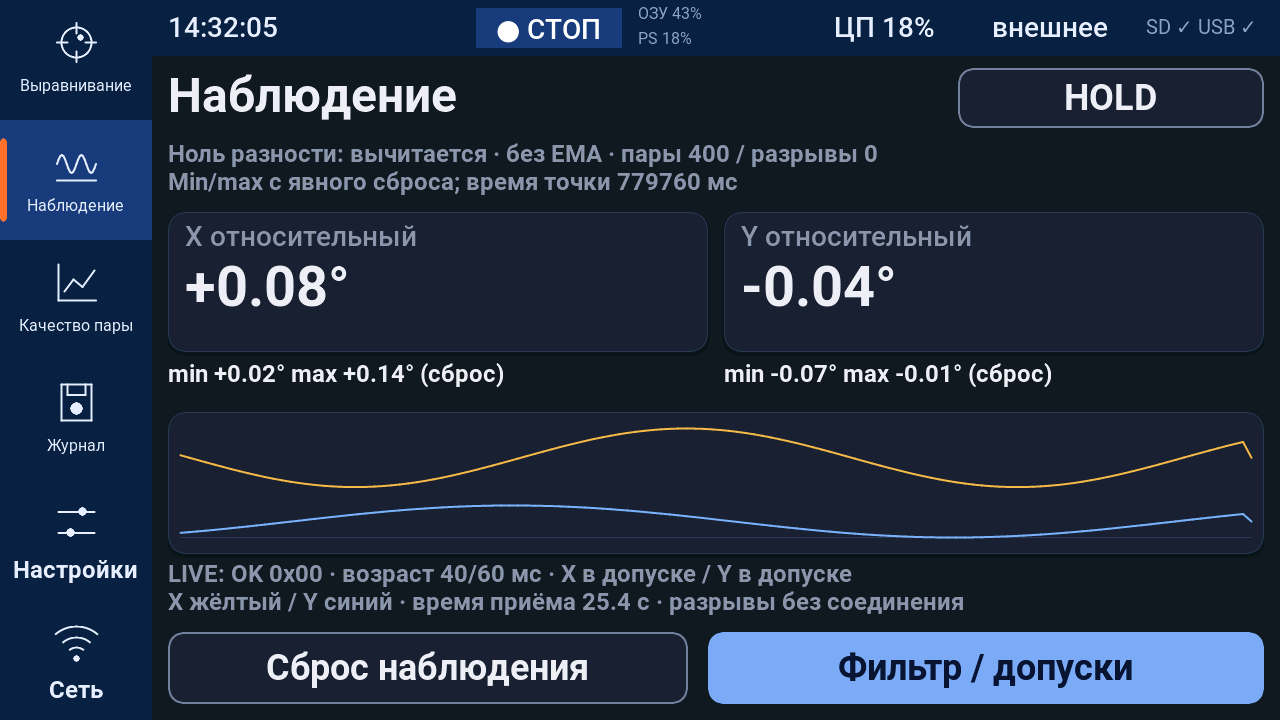 14:32:05
● СТОП
ОЗУ 43%
PS 18%
ЦП 18%
внешнее
SD ✓ USB ✓
Выравнивание
Наблюдение
Качество пары
Журнал
Настройки
Сеть
Наблюдение
HOLD
Ноль разности: вычитается · без EMA · пары 400 / разрывы 0
Min/max с явного сброса; время точки 779760 мс
X относительный
+0.08°
min +0.02° max +0.14° (сброс)
Y относительный
-0.04°
min -0.07° max -0.01° (сброс)
LIVE: OK 0x00 · возраст 40/60 мс · X в допуске / Y в допуске
X жёлтый / Y синий · время приёма 25.4 с · разрывы без соединения
Сброс наблюдения
Фильтр / допуски